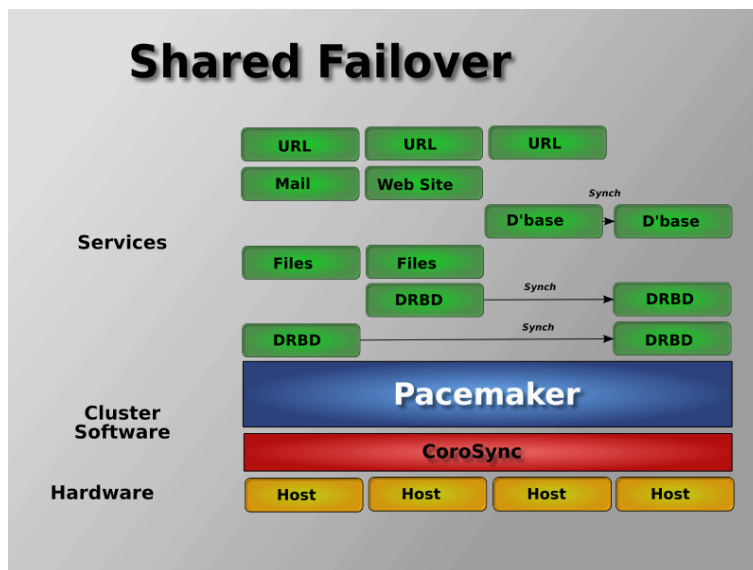 Shared Failover
URL URL URL
Mail Web Site
Synch
D'base D'base
Services
Files Files
DRBD Synch DRBD
DRBD Synch DRBD
Pacemaker
Cluster
Software
CoroSync
Hardware Host Host Host Host